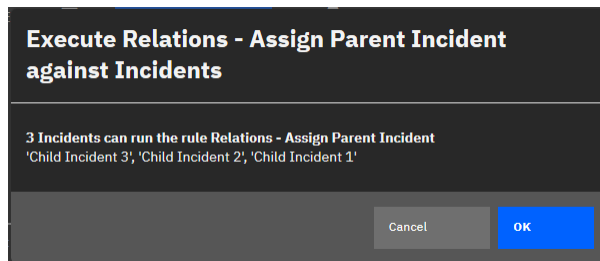 Execute Relations - Assign Parent Incident
against Incidents
3 Incidents can run the rule Relations - Assign Parent Incident
'Child Incident 3', 'Child Incident 2', 'Child Incident 1'
Cancel
OK